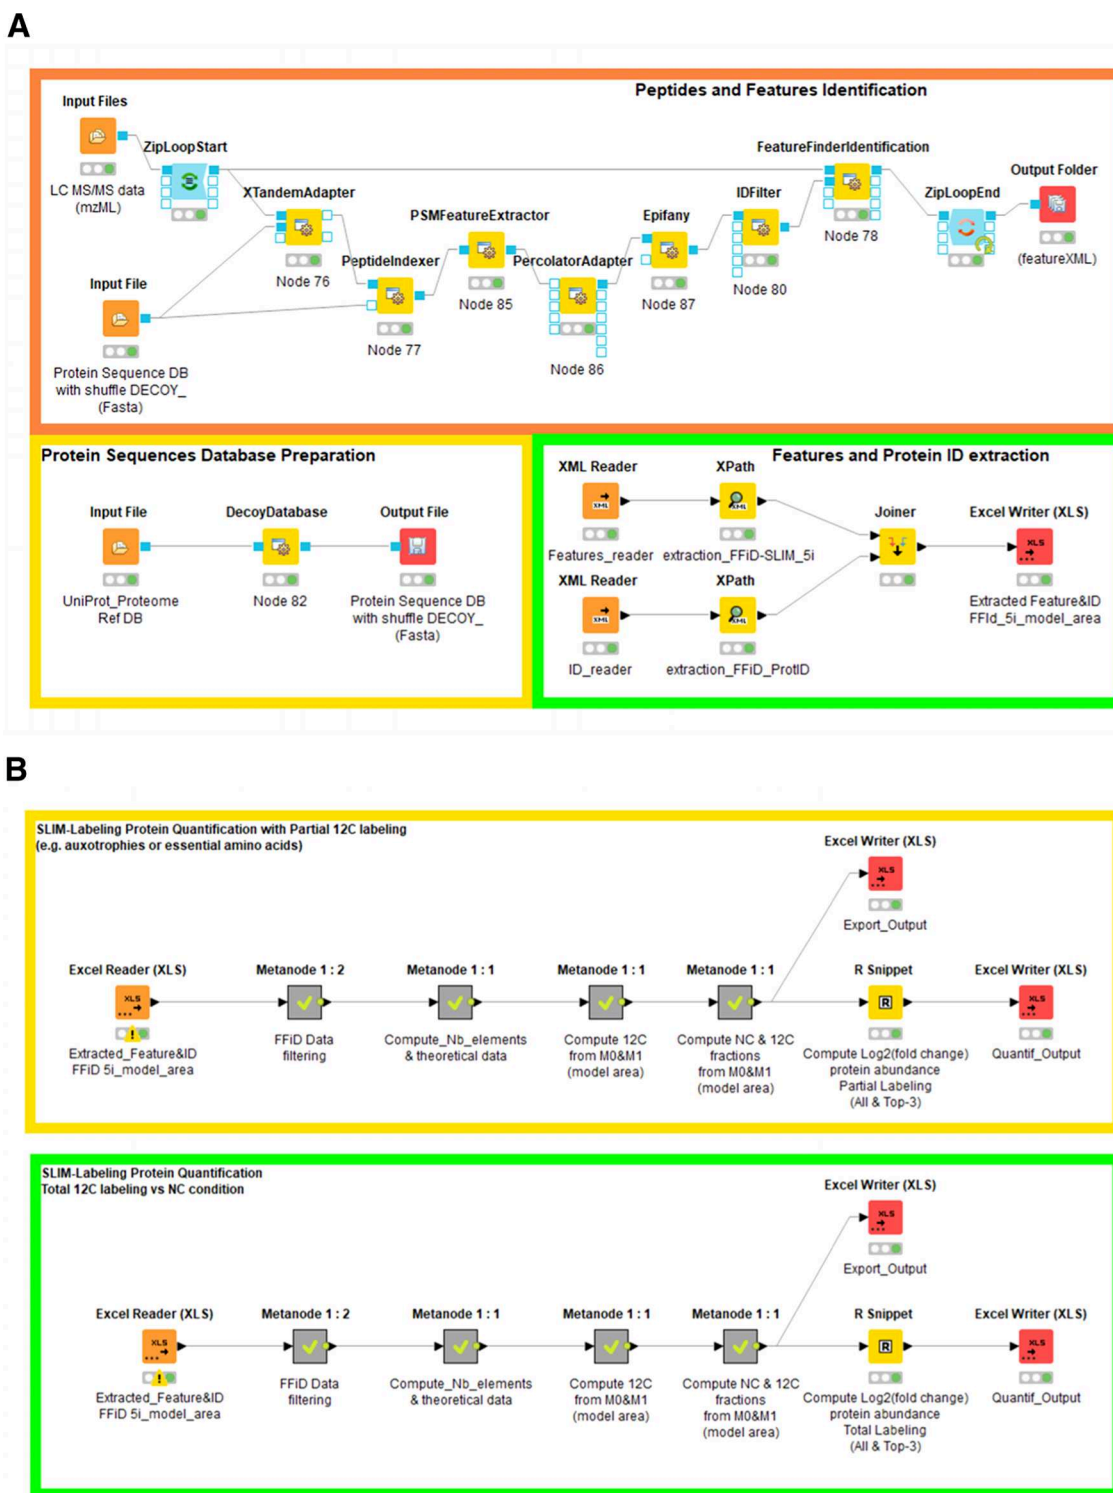 A
Peptides and Features Identification
Input Files
ZipLoopStart
LC MS/MS data
(mzML)
XTandemAdapter
Node 76
Input File
Protein Sequence DB
with shuffle DECOY_
(Fasta)
PeptideIndexer
Node 77
PSMFeatureExtractor
Node 85
PercolatorAdapter
Node 86
Epifany
Node 87
IDFilter
Node 80
FeatureFinderIdentification
Node 78
ZipLoopEnd
Output Folder
(featureXML)
Protein Sequences Database Preparation
Input File
DecoyDatabase
Output File
UniProt_Proteome
Ref DB
Node 82
Protein Sequence DB
with shuffle DECOY_
(Fasta)
Features and Protein ID extraction
XML Reader
XML
Features_reader
XPath
XML
extraction_FFiD-SLIM_5i
XML Reader
XML
ID_reader
XPath
XML
extraction_FFiD_ProtID
Joiner
Excel Writer (XLS)
XLS
Extracted Feature&ID
FFId_5i_model_area
B
SLIM-Labeling Protein Quantification with Partial 12C labeling
(e.g. auxotrophies or essential amino acids)
Excel Writer (XLS)
XLS
Export_Output
Excel Reader (XLS)
XLS
Extracted_Feature&ID
FFiD 5i_model_area
Metanode 1 : 2
FFiD Data
filtering
Metanode 1 : 1
Compute_Nb_elements
& theoretical data
Metanode 1 : 1
Compute 12C
from M0&M1
(model area)
Metanode 1 : 1
Compute NC & 12C
fractions
from M0&M1
(model area)
R Snippet
R
Compute Log2(fold change)
protein abundance
Partial Labeling
(All & Top-3)
Excel Writer (XLS)
XLS
Quantif_Output
SLIM-Labeling Protein Quantification
Total 12C labeling vs NC condition
Excel Writer (XLS)
XLS
Export_Output
Excel Reader (XLS)
XLS
Extracted_Feature&ID
FFiD 5i_model_area
Metanode 1 : 2
FFiD Data
filtering
Metanode 1 : 1
Compute_Nb_elements
& theoretical data
Metanode 1 : 1
Compute 12C
from M0&M1
(model area)
Metanode 1 : 1
Compute NC & 12C
fractions
from M0&M1
(model area)
R Snippet
R
Compute Log2(fold change)
protein abundance
Total Labeling
(All & Top-3)
Excel Writer (XLS)
XLS
Quantif_Output